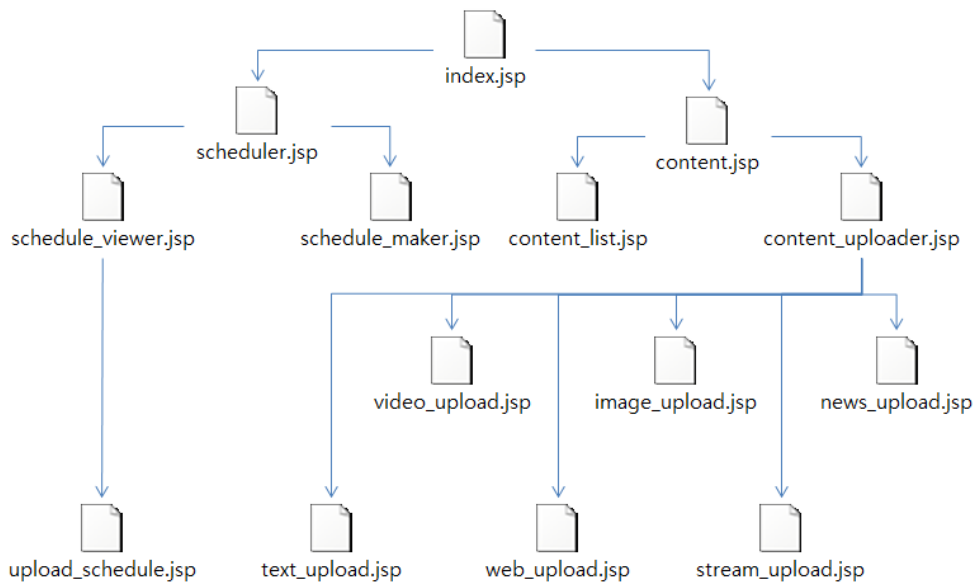 index.jsp
scheduler.jsp
content.jsp
schedule_viewer.jsp
schedule_maker.jsp
content_list.jsp
content_uploader.jsp
video_upload.jsp
image_upload.jsp
news_upload.jsp
upload_schedule.jsp
text_upload.jsp
web_upload.jsp
stream_upload.jsp